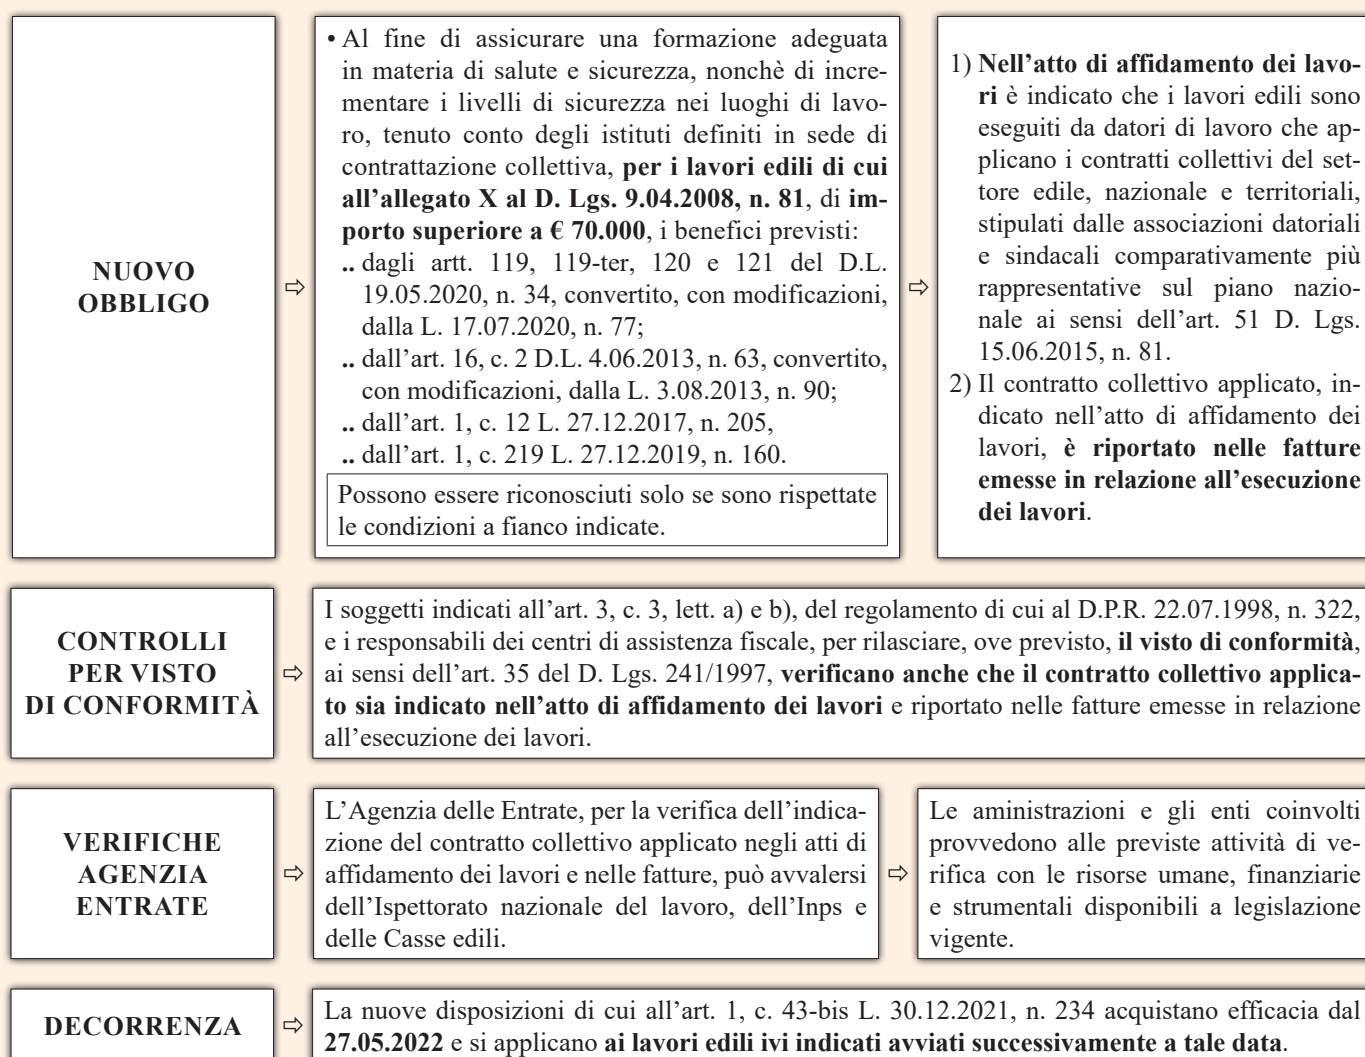 NUOVO
OBBLIGO
⇨
• Al fine di assicurare una formazione adeguata
in materia di salute e sicurezza, nonchè di incre-
mentare i livelli di sicurezza nei luoghi di lavo-
ro, tenuto conto degli istituti definiti in sede di
contrattazione collettiva, per i lavori edili di cui
all’allegato X al D. Lgs. 9.04.2008, n. 81, di im-
porto superiore a € 70.000, i benefici previsti:
.. dagli artt. 119, 119-ter, 120 e 121 del D.L.
19.05.2020, n. 34, convertito, con modificazioni,
dalla L. 17.07.2020, n. 77;
.. dall’art. 16, c. 2 D.L. 4.06.2013, n. 63, convertito,
con modificazioni, dalla L. 3.08.2013, n. 90;
.. dall’art. 1, c. 12 L. 27.12.2017, n. 205,
.. dall’art. 1, c. 219 L. 27.12.2019, n. 160.
Possono essere riconosciuti solo se sono rispettate
le condizioni a fianco indicate.
⇨
1) Nell’atto di affidamento dei lavo-
ri è indicato che i lavori edili sono
eseguiti da datori di lavoro che ap-
plicano i contratti collettivi del set-
tore edile, nazionale e territoriali,
stipulati dalle associazioni datoriali
e sindacali comparativamente più
rappresentative sul piano nazio-
nale ai sensi dell’art. 51 D. Lgs.
15.06.2015, n. 81.
2) Il contratto collettivo applicato, in-
dicato nell’atto di affidamento dei
lavori, è riportato nelle fatture
emesse in relazione all’esecuzione
dei lavori.
CONTROLLI
PER VISTO
DI CONFORMITÀ
⇨
I soggetti indicati all’art. 3, c. 3, lett. a) e b), del regolamento di cui al D.P.R. 22.07.1998, n. 322,
e i responsabili dei centri di assistenza fiscale, per rilasciare, ove previsto, il visto di conformità,
ai sensi dell’art. 35 del D. Lgs. 241/1997, verificano anche che il contratto collettivo applica-
to sia indicato nell’atto di affidamento dei lavori e riportato nelle fatture emesse in relazione
all’esecuzione dei lavori.
VERIFICHE
AGENZIA
ENTRATE
⇨
L’Agenzia delle Entrate, per la verifica dell’indica-
zione del contratto collettivo applicato negli atti di
affidamento dei lavori e nelle fatture, può avvalersi
dell’Ispettorato nazionale del lavoro, dell’Inps e
delle Casse edili.
⇨
Le aministrazioni e gli enti coinvolti
provvedono alle previste attività di ve-
rifica con le risorse umane, finanziarie
e strumentali disponibili a legislazione
vigente.
DECORRENZA
⇨
La nuove disposizioni di cui all’art. 1, c. 43-bis L. 30.12.2021, n. 234 acquistano efficacia dal
27.05.2022 e si applicano ai lavori edili ivi indicati avviati successivamente a tale data.